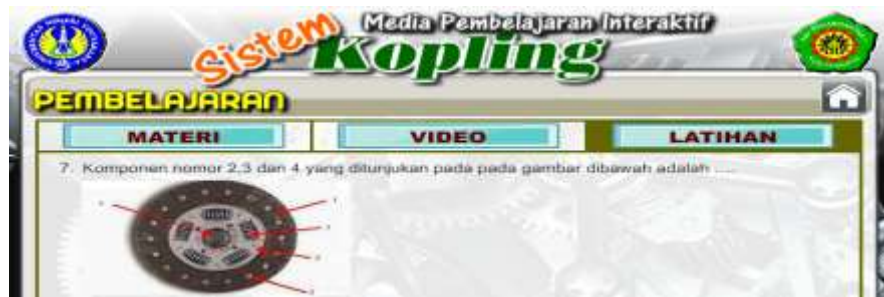 Media Pembelajaran Interaktif
Sistem
Kopling
PEMBELAJARAN
MATERI
VIDEO
LATIHAN
7. Komponen nomor 2,3 dan 4 yang ditunjukan pada pada gambar dibawah adalah .....